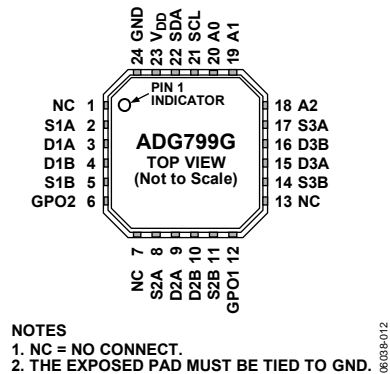 24 GND
23 VDD
22 SDA
21 SCL
20 A0
19 A1
PIN 1
INDICATOR
NC 1
S1A 2
D1A 3
D1B 4
S1B 5
GPO2 6
ADG799G
TOP VIEW
(Not to Scale)
18 A2
17 S3A
16 D3B
15 D3A
14 S3B
13 NC
NC 7
S2A 8
D2A 9
D2B 10
S2B 11
GPO1 12
NOTES
1. NC = NO CONNECT.
2. THE EXPOSED PAD MUST BE TIED TO GND.
06038-012